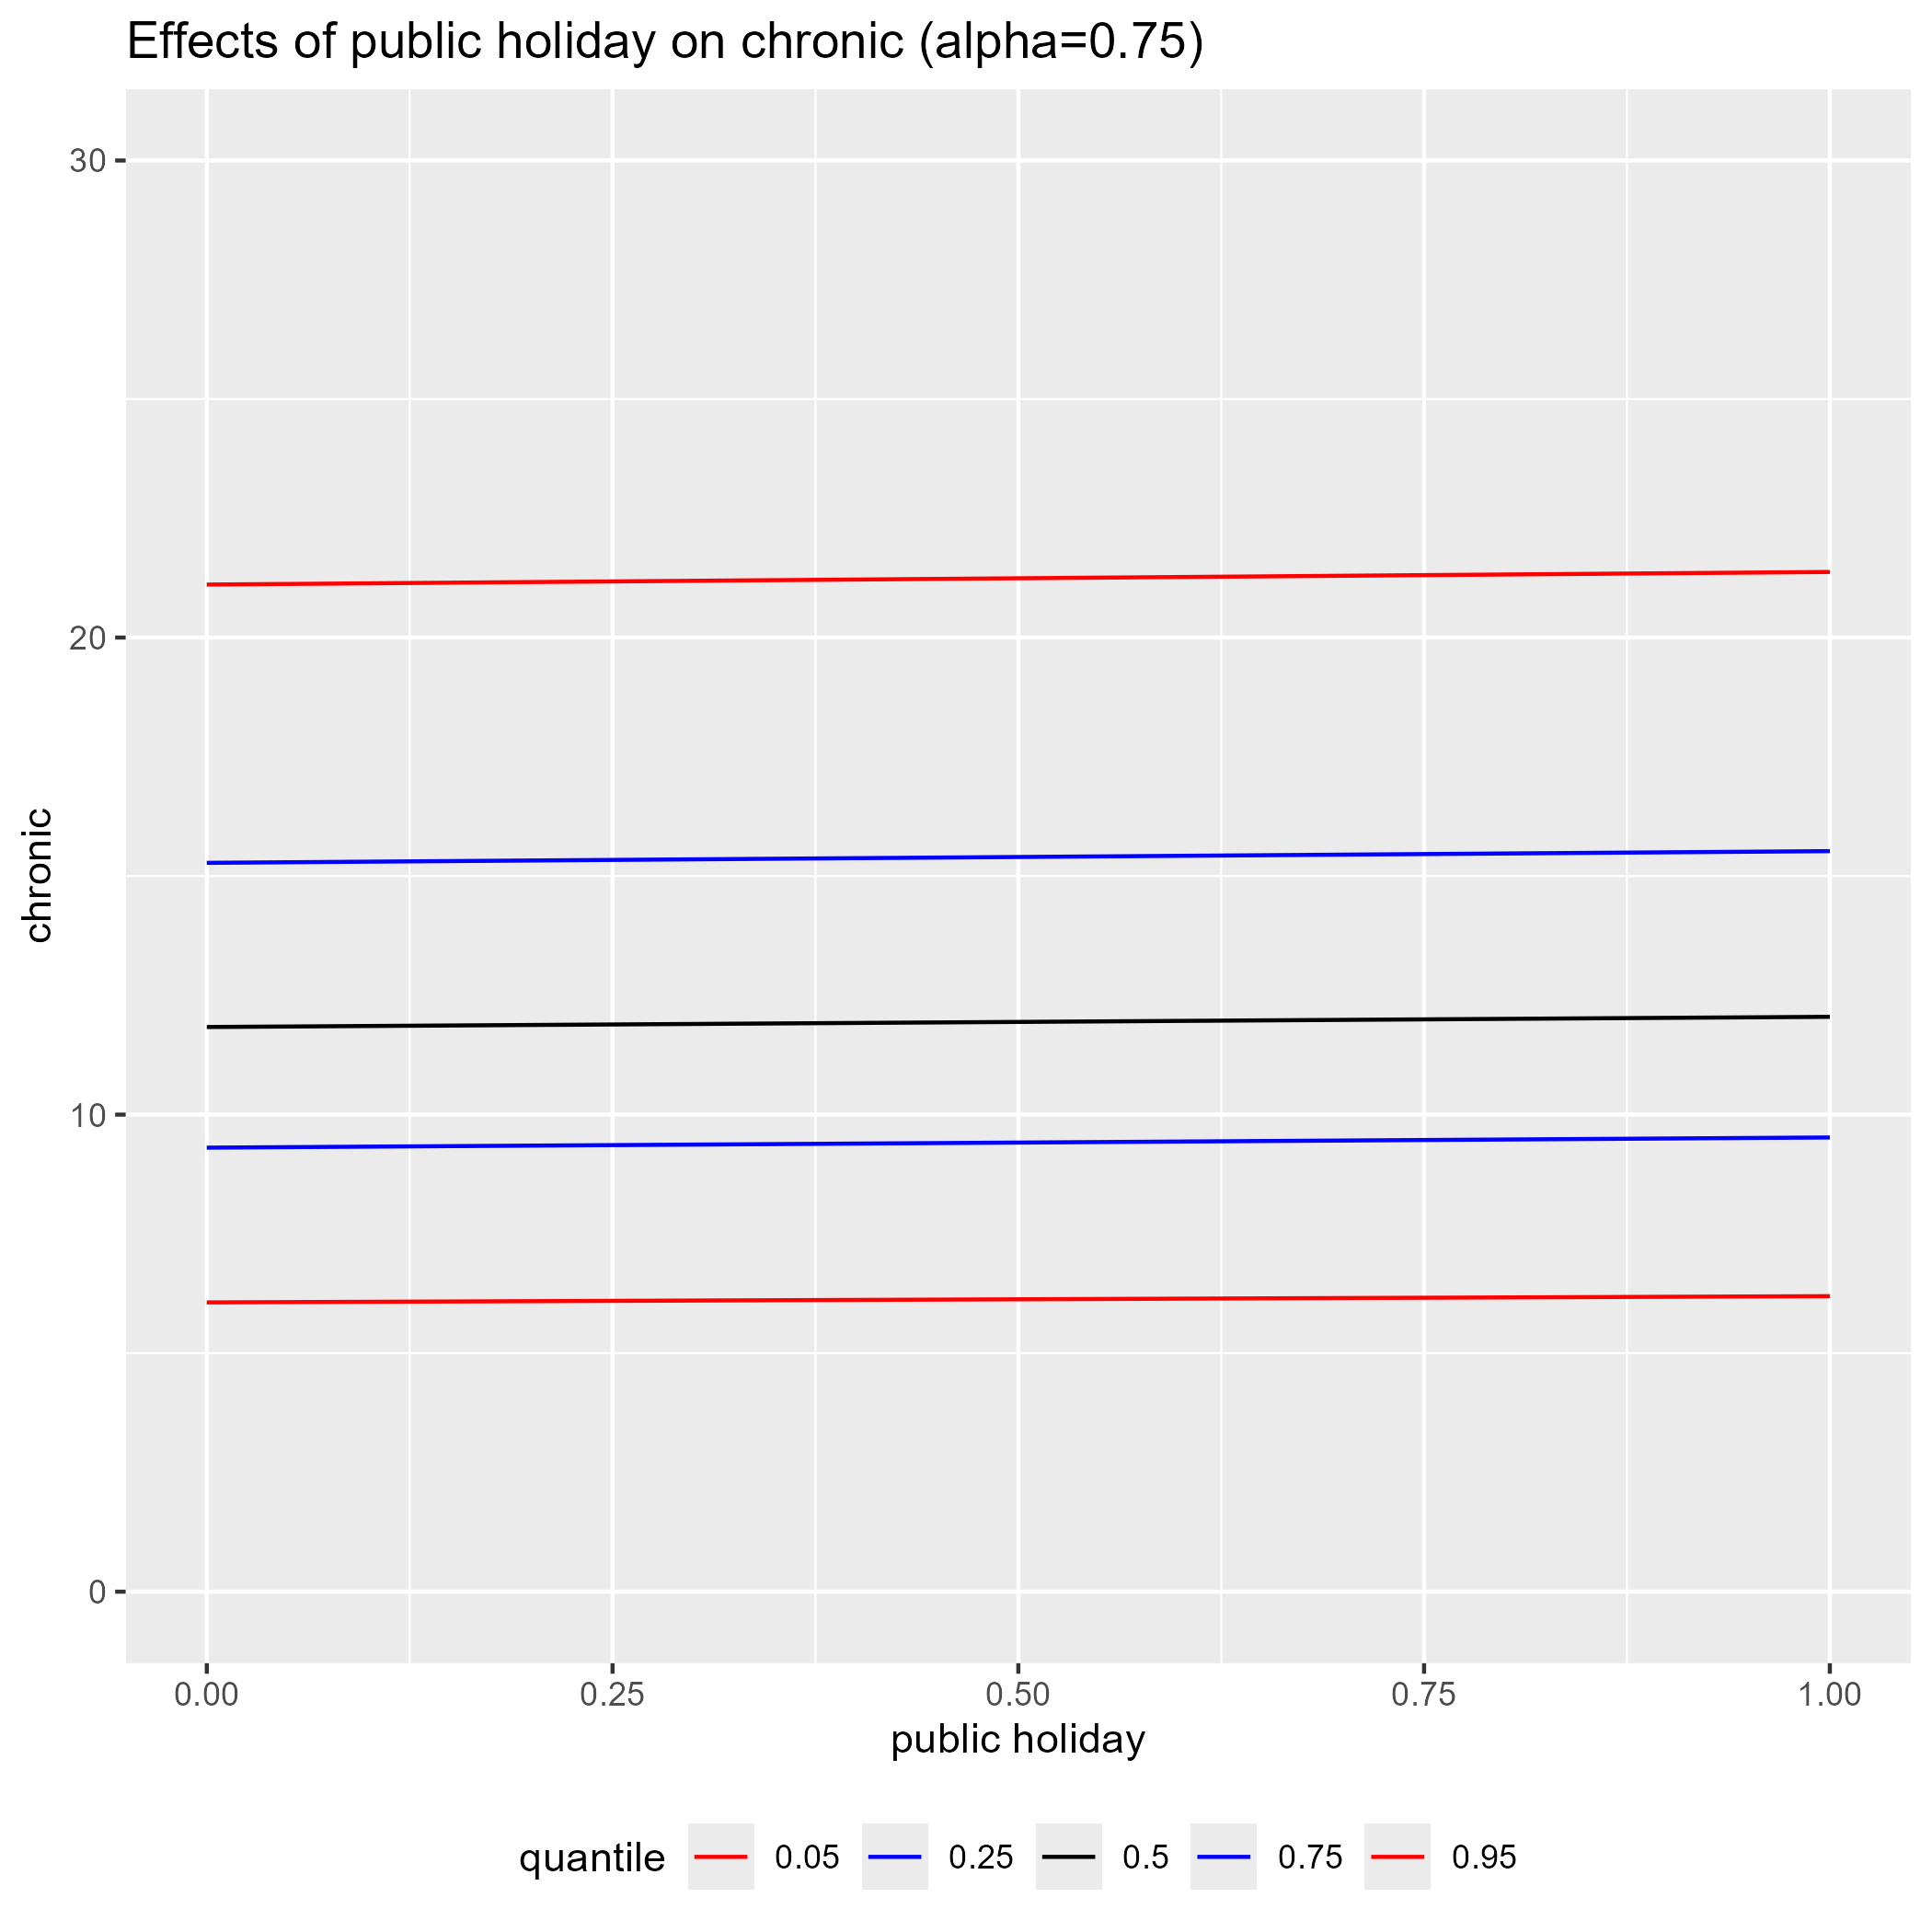 Effects of public holiday on chronic (alpha=0.75)
30
20
10
0
chronic
0.00 0.25 0.50 0.75 1.00
public holiday
quantile 0.05 0.25 0.5 0.75 0.95